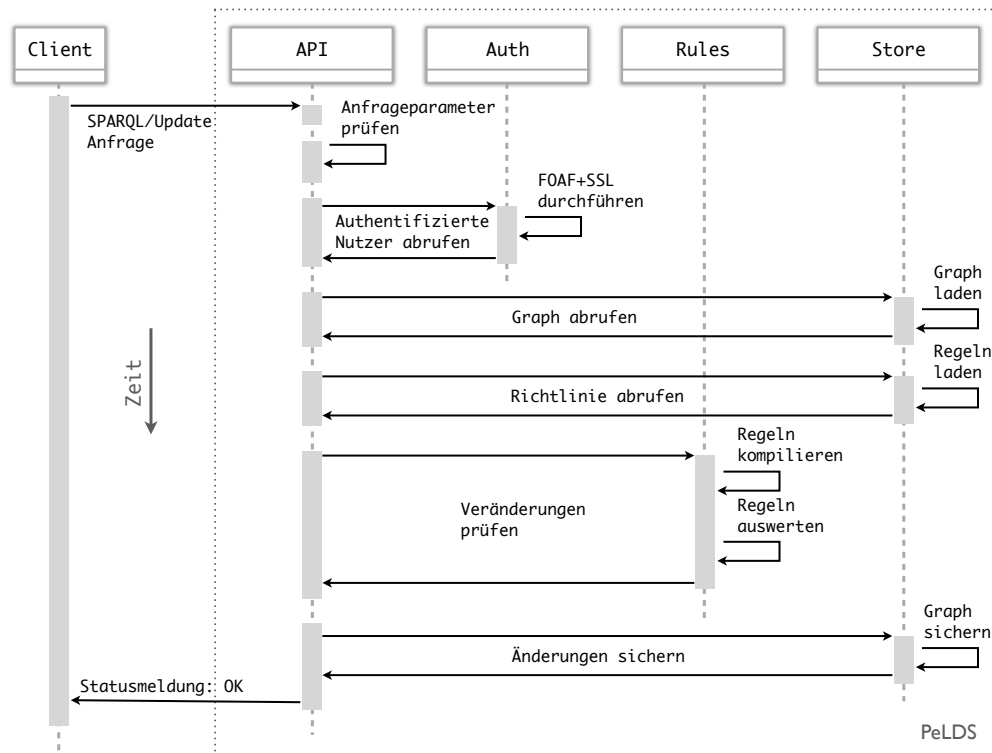 Client
API
Auth
Rules
Store
SPARQL/Update
Anfrage
Anfrageparameter
prüfen
FOAF+SSL
durchführen
Authentifizierte
Nutzer abrufen
Graph
laden
Graph abrufen
Regeln
laden
Richtlinie abrufen
Zeit
Regeln
kompilieren
Veränderungen
prüfen
Regeln
auswerten
Graph
sichern
Änderungen sichern
Statusmeldung: OK
PeLDS